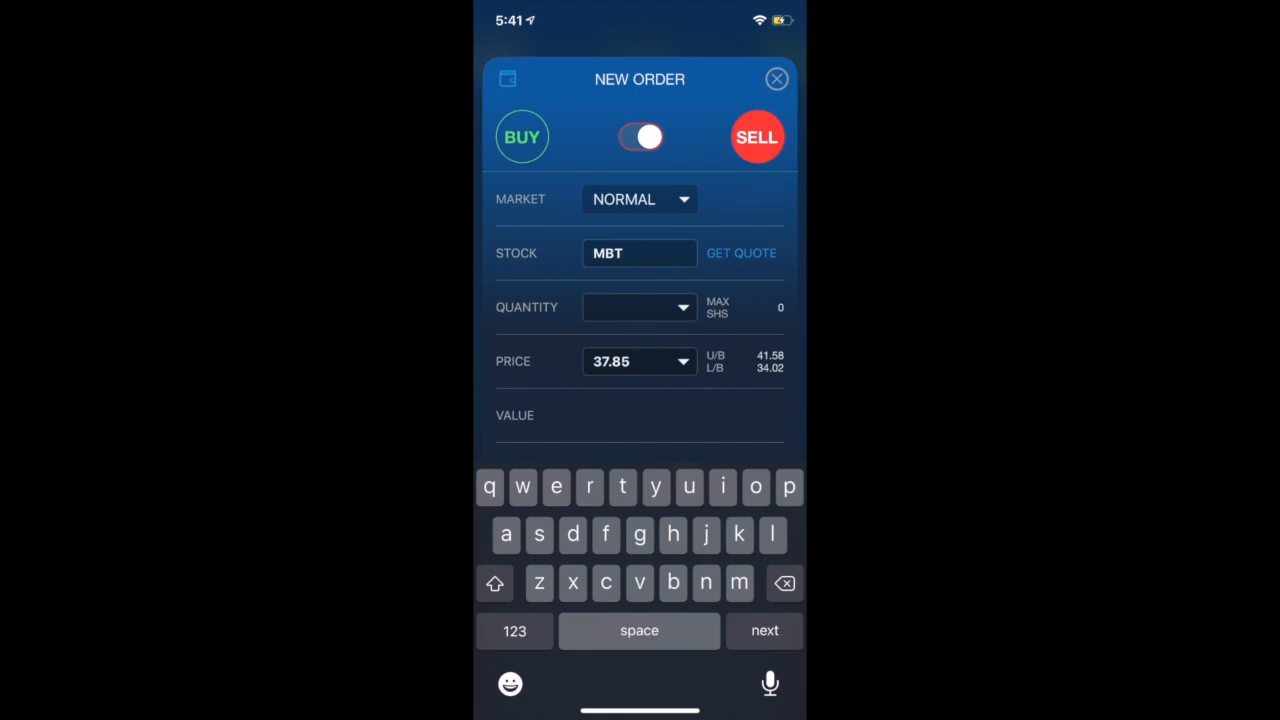 5:41
NEW ORDER
BUY SELL
MARKET NORMAL
STOCK MBT GET QUOTE
QUANTITY MAX SHS 0
PRICE 37.85 U/B 41.58
L/B 34.02
VALUE
q w e r t y u i o p
a s d f g h j k l
z x c v b n m
123 space next